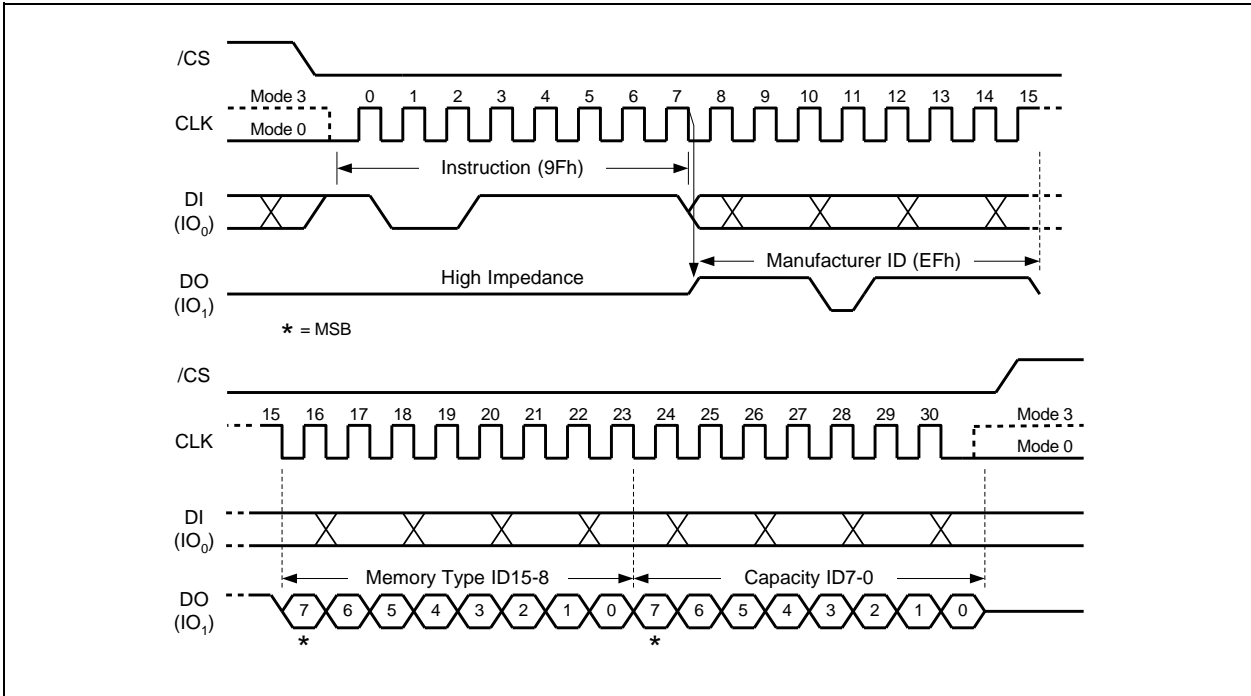 /CS
Mode 3
0 1 2 3 4 5 6 7 8 9 10 11 12 13 14 15
CLK
Mode 0
Instruction (9Fh)
DI
(IO0)
Manufacturer ID (EFh)
High Impedance
DO
(IO1)
* = MSB
/CS
15 16 17 18 19 20 21 22 23 24 25 26 27 28 29 30
Mode 3
CLK
Mode 0
DI
(IO0)
Memory Type ID15-8
Capacity ID7-0
DO
(IO1)
7 6 5 4 3 2 1 0 7 6 5 4 3 2 1 0
* *